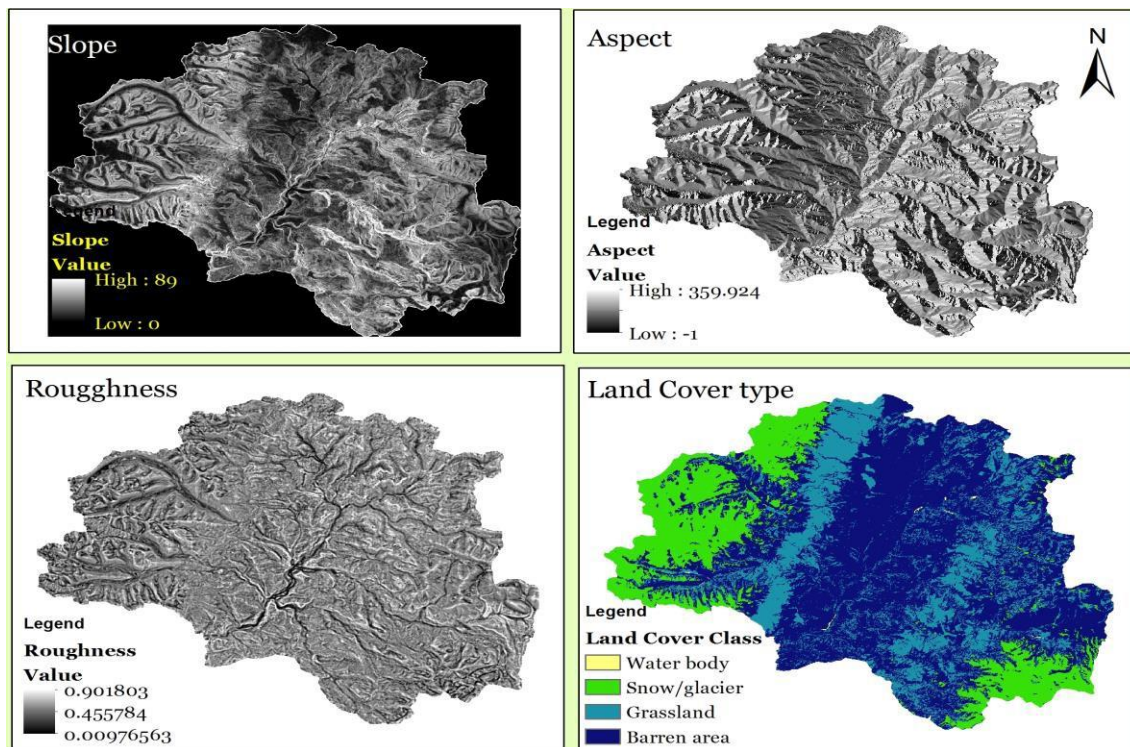 Slope
Legend
Slope
Value
High : 89
Low : 0
Aspect
N
Legend
Aspect
Value
High : 359.924
Low : -1
Rougghness
Legend
Roughness
Value
0.901803
0.455784
0.00976563
Land Cover type
Legend
Land Cover Class
Water body
Snow/glacier
Grassland
Barren area